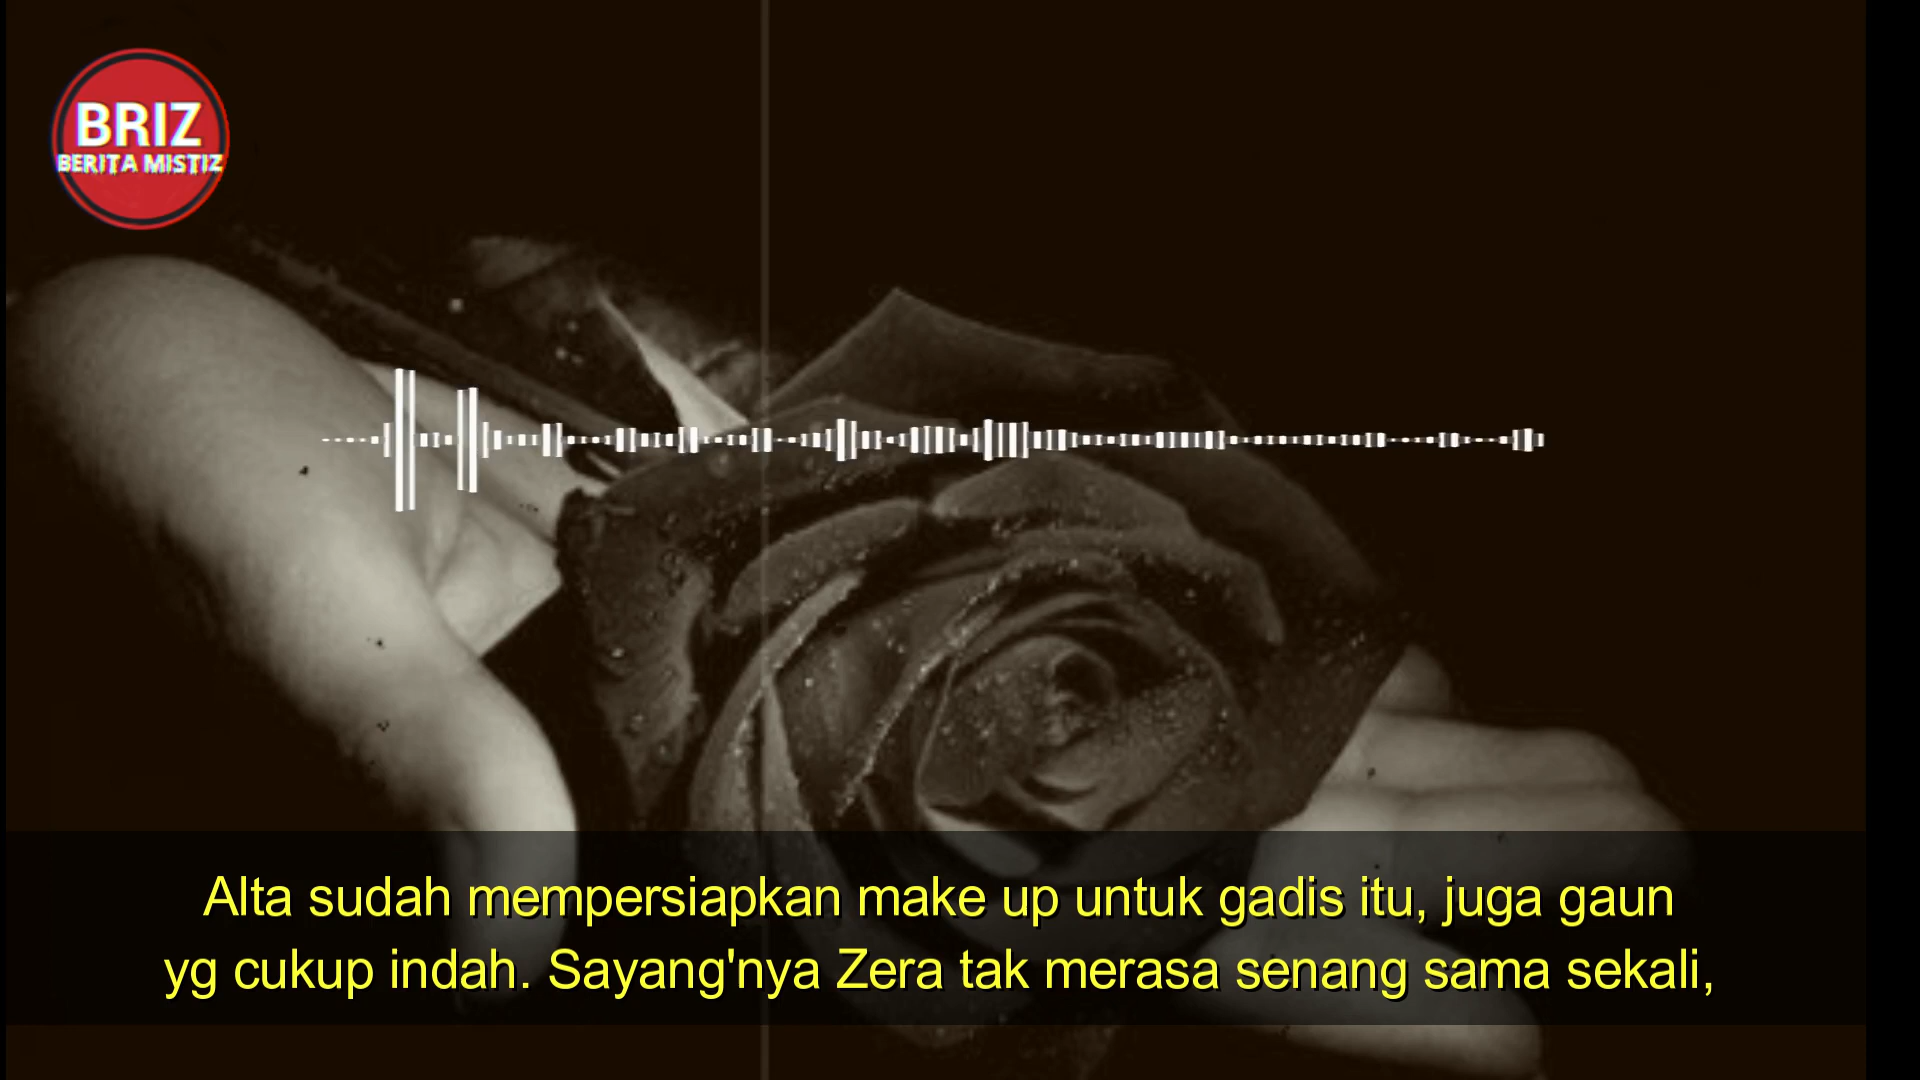 BRIZ
BERITA MISTIZ
Alta sudah mempersiapkan make up untuk gadis itu, juga gaun
yg cukup indah. Sayang'nya Zera tak merasa senang sama sekali,